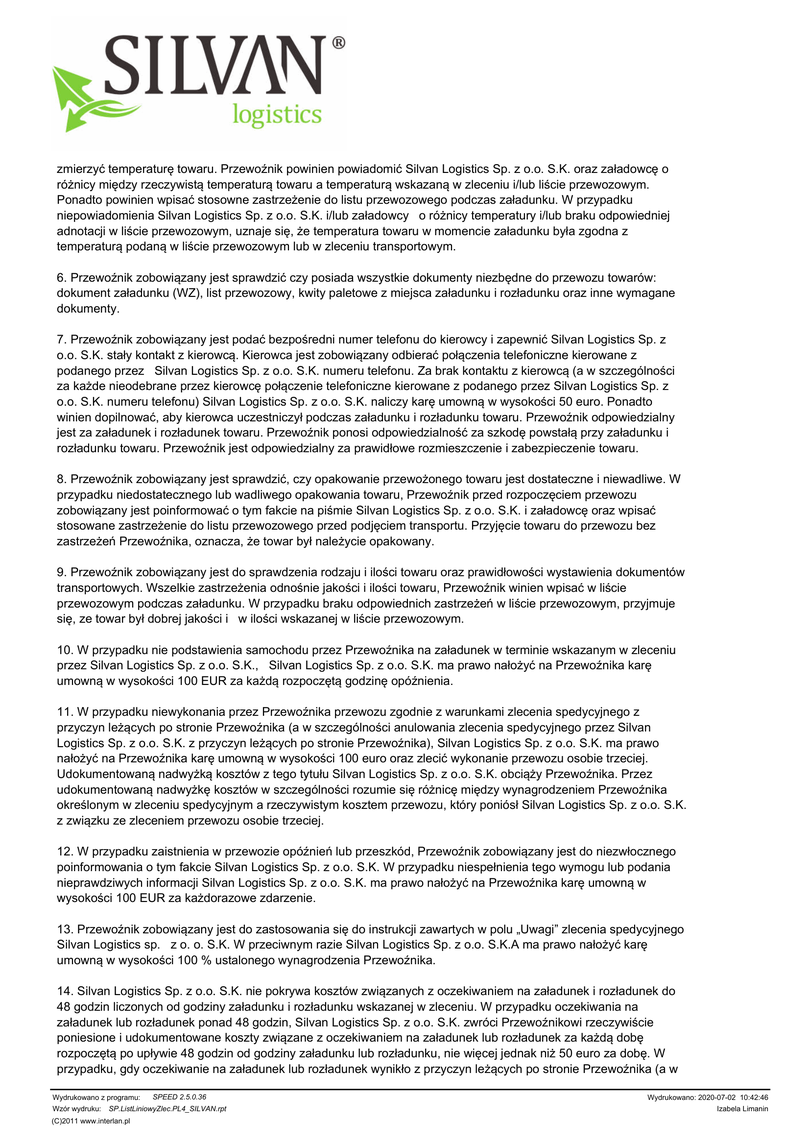 SILVAN ®
logistics
zmierzyć temperaturę towaru. Przewoźnik powinien powiadomić Silvan Logistics Sp. z o.o. S.K. oraz załadowcę o
różnicy między rzeczywistą temperaturą towaru a temperaturą wskazaną w zleceniu i/lub liście przewozowym.
Ponadto powinien wpisać stosowne zastrzeżenie do listu przewozowego podczas załadunku. W przypadku
niepowiadomienia Silvan Logistics Sp. z o.o. S.K. i/lub załadowcy o różnicy temperatury i/lub braku odpowiedniej
adnotacji w liście przewozowym, uznaje się, że temperatura towaru w momencie załadunku była zgodna z
temperaturą podaną w liście przewozowym lub w zleceniu transportowym.
6. Przewoźnik zobowiązany jest sprawdzić czy posiada wszystkie dokumenty niezbędne do przewozu towarów:
dokument załadunku (WZ), list przewozowy, kwity paletowe z miejsca załadunku i rozładunku oraz inne wymagane
dokumenty.
7. Przewoźnik zobowiązany jest podać bezpośredni numer telefonu do kierowcy i zapewnić Silvan Logistics Sp. z
o.o. S.K. stały kontakt z kierowcą. Kierowca jest zobowiązany odbierać połączenia telefoniczne kierowane z
podanego przez Silvan Logistics Sp. z o.o. S.K. numeru telefonu. Za brak kontaktu z kierowcą (a w szczególności
za każde nieodebrane przez kierowcę połączenie telefoniczne kierowane z podanego przez Silvan Logistics Sp. z
o.o. S.K. numeru telefonu) Silvan Logistics Sp. z o.o. S.K. naliczy karę umowną w wysokości 50 euro. Ponadto
winien dopilnować, aby kierowca uczestniczył podczas załadunku i rozładunku towaru. Przewoźnik odpowiedzialny
jest za załadunek i rozładunek towaru. Przewoźnik ponosi odpowiedzialność za szkodę powstałą przy załadunku i
rozładunku towaru. Przewoźnik jest odpowiedzialny za prawidłowe rozmieszczenie i zabezpieczenie towaru.
8. Przewoźnik zobowiązany jest sprawdzić, czy opakowanie przewożonego towaru jest dostateczne i niewadliwe. W
przypadku niedostatecznego lub wadliwego opakowania towaru, Przewoźnik przed rozpoczęciem przewozu
zobowiązany jest poinformować o tym fakcie na piśmie Silvan Logistics Sp. z o.o. S.K. i załadowcę oraz wpisać
stosowane zastrzeżenie do listu przewozowego przed podjęciem transportu. Przyjęcie towaru do przewozu bez
zastrzeżeń Przewoźnika, oznacza, że towar był należycie opakowany.
9. Przewoźnik zobowiązany jest do sprawdzenia rodzaju i ilości towaru oraz prawidłowości wystawienia dokumentów
transportowych. Wszelkie zastrzeżenia odnośnie jakości i ilości towaru, Przewoźnik winien wpisać w liście
przewozowym podczas załadunku. W przypadku braku odpowiednich zastrzeżeń w liście przewozowym, przyjmuje
się, ze towar był dobrej jakości i w ilości wskazanej w liście przewozowym.
10. W przypadku nie podstawienia samochodu przez Przewoźnika na załadunek w terminie wskazanym w zleceniu
przez Silvan Logistics Sp. z o.o. S.K., Silvan Logistics Sp. z o.o. S.K. ma prawo nałożyć na Przewoźnika karę
umowną w wysokości 100 EUR za każdą rozpoczętą godzinę opóźnienia.
11. W przypadku niewykonania przez Przewoźnika przewozu zgodnie z warunkami zlecenia spedycyjnego z
przyczyn leżących po stronie Przewoźnika (a w szczególności anulowania zlecenia spedycyjnego przez Silvan
Logistics Sp. z o.o. S.K. z przyczyn leżących po stronie Przewoźnika), Silvan Logistics Sp. z o.o. S.K. ma prawo
nałożyć na Przewoźnika karę umowną w wysokości 100 euro oraz zlecić wykonanie przewozu osobie trzeciej.
Udokumentowaną nadwyżką kosztów z tego tytułu Silvan Logistics Sp. z o.o. S.K. obciąży Przewoźnika. Przez
udokumentowaną nadwyżkę kosztów w szczególności rozumie się różnicę między wynagrodzeniem Przewoźnika
określonym w zleceniu spedycyjnym a rzeczywistym kosztem przewozu, który poniósł Silvan Logistics Sp. z o.o. S.K.
z związku ze zleceniem przewozu osobie trzeciej.
12. W przypadku zaistnienia w przewozie opóźnień lub przeszkód, Przewoźnik zobowiązany jest do niezwłocznego
poinformowania o tym fakcie Silvan Logistics Sp. z o.o. S.K. W przypadku niespełnienia tego wymogu lub podania
nieprawdziwych informacji Silvan Logistics Sp. z o.o. S.K. ma prawo nałożyć na Przewoźnika karę umowną w
wysokości 100 EUR za każdorazowe zdarzenie.
13. Przewoźnik zobowiązany jest do zastosowania się do instrukcji zawartych w polu „Uwagi” zlecenia spedycyjnego
Silvan Logistics sp. z o. o. S.K. W przeciwnym razie Silvan Logistics Sp. z o.o. S.K.A ma prawo nałożyć karę
umowną w wysokości 100 % ustalonego wynagrodzenia Przewoźnika.
14. Silvan Logistics Sp. z o.o. S.K. nie pokrywa kosztów związanych z oczekiwaniem na załadunek i rozładunek do
48 godzin liczonych od godziny załadunku i rozładunku wskazanej w zleceniu. W przypadku oczekiwania na
załadunek lub rozładunek ponad 48 godzin, Silvan Logistics Sp. z o.o. S.K. zwróci Przewoźnikowi rzeczywiście
poniesione i udokumentowane koszty związane z oczekiwaniem na załadunek lub rozładunek za każdą dobę
rozpoczętą po upływie 48 godzin od godziny załadunku lub rozładunku, nie więcej jednak niż 50 euro za dobę. W
przypadku, gdy oczekiwanie na załadunek lub rozładunek wynikło z przyczyn leżących po stronie Przewoźnika (a w
Wydrukowano z programu: SPEED 2.5.0.36 Wydrukowano: 2020-07-02 10:42:46
Wzór wydruku: SP.ListLiniowyZlec.PL4_SILVAN.rpt Izabela Limanin
(C)2011 www.interlan.pl